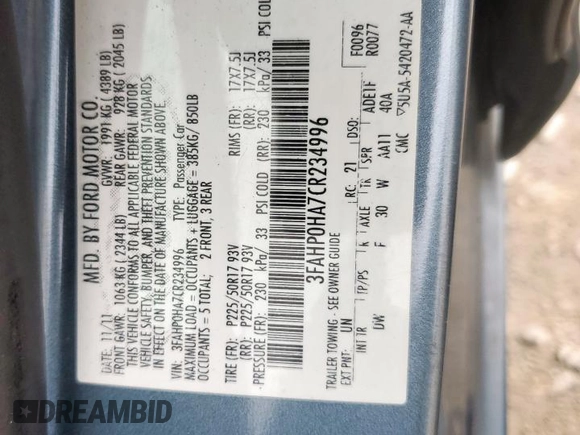 MFD. BY FORD MOTOR CO.
DATE: 11/11 GVWR: 1991 KG ( 4389 LB)
FRONT GAWR: 1063 KG ( 2344 LB) REAR GAWR: 928 KG ( 2045 LB)
THIS VEHICLE CONFORMS TO ALL APPLICABLE FEDERAL MOTOR
VEHICLE SAFETY, BUMPER, AND THEFT PREVENTION STANDARDS
IN EFFECT ON THE DATE OF MANUFACTURE SHOWN ABOVE.
VIN: 3FAHP0HA7CR234996 TYPE: Passenger Car
MAXIMUM LOAD = OCCUPANTS + LUGGAGE = 385KG/ 850LB
OCCUPANTS = 5 TOTAL; 2 FRONT, 3 REAR
TIRE (FR): P225/50R17 93V RIMS (FR): 17X7.5J
(RR): P225/50R17 93V (RR): 17X7.5J
PRESSURE (FR): 230 kPa/ 33 PSI COLD (RR): 230 kPa/ 33 PSI COLD
3FAHP0HA7CR234996
F0096
R0077
TRAILER TOWING - SEE OWNER GUIDE
EXT PNT: UN RC: 21 DSO:
INT TR TP/PS R AXLE TR SPR ADE1F
DW F 30 W AA11 40A
CMC 5U5A-5420472-AA
DREAMBID